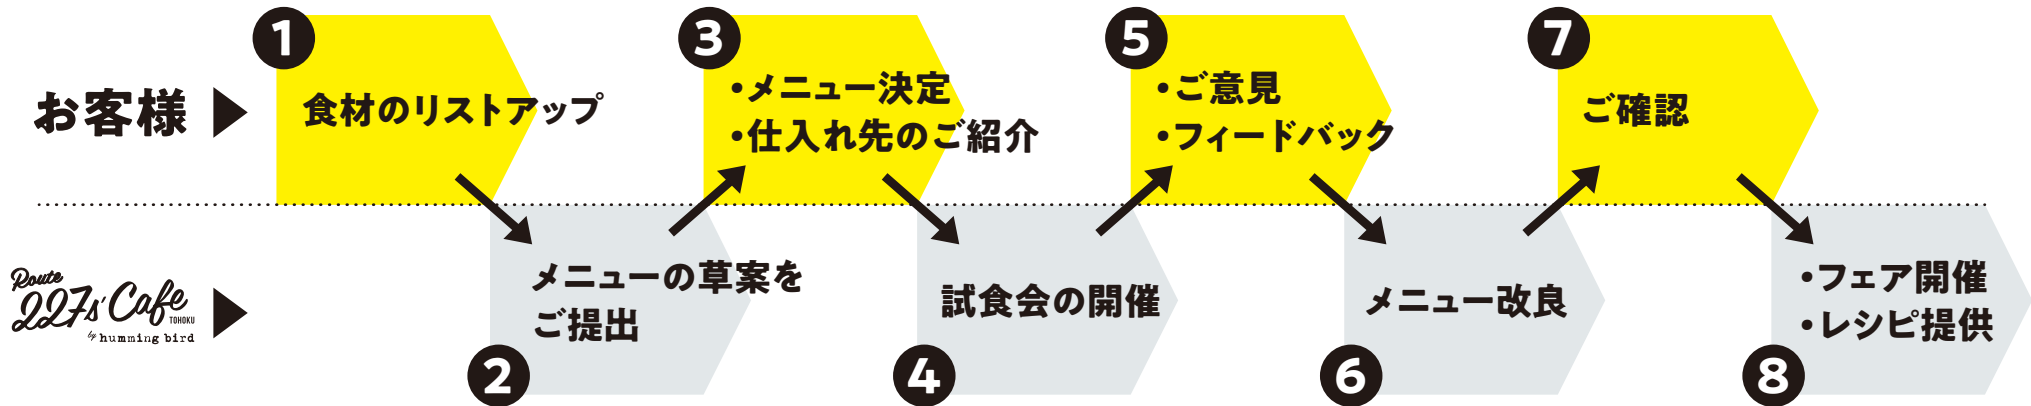 お客様
1
食材のリストアップ
3
・メニュー決定
・仕入れ先のご紹介
5
・ご意見
・フィードバック
7
ご確認
Route
227s' Cafe
TOHOKU
by humming bird
2
メニューの草案を
ご提出
4
試食会の開催
6
メニュー改良
8
・フェア開催
・レシピ提供